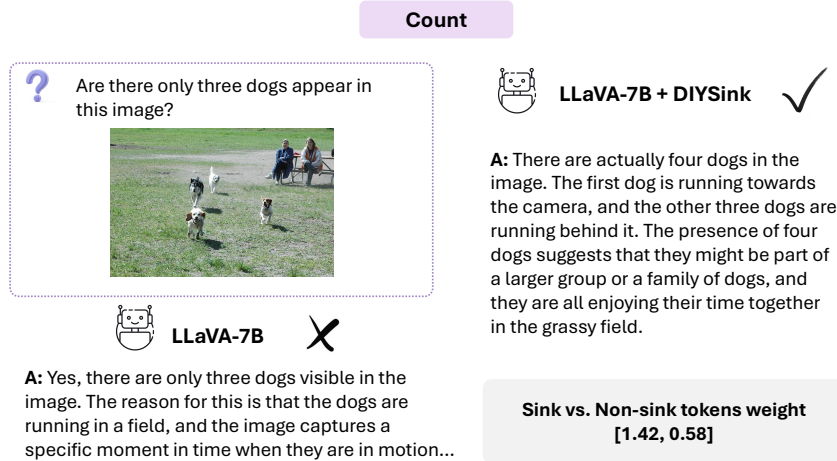 Count
Are there only three dogs appear in
this image?
LLaVA-7B
A: Yes, there are only three dogs visible in the
image. The reason for this is that the dogs are
running in a field, and the image captures a
specific moment in time when they are in motion...
LLaVA-7B + DIYSink
A: There are actually four dogs in the
image. The first dog is running towards
the camera, and the other three dogs are
running behind it. The presence of four
dogs suggests that they might be part of
a larger group or a family of dogs, and
they are all enjoying their time together
in the grassy field.
Sink vs. Non-sink tokens weight
[1.42, 0.58]